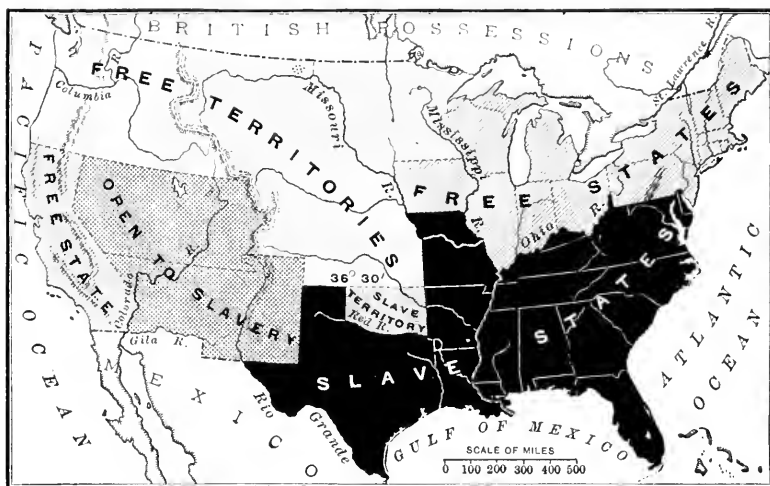 BRITISH POSSESSIONS
PACIFIC OCEAN
Columbia R.
FREE TERRITORIES
Missouri R.
Mississipp. R.
St. Lawrence R.
FREE STATES
Ohio R.
FREE STATE
OPEN TO SLAVERY
Colorado R.
36° 30'
SLAVE
TERRITORY
Red R.
Gila R.
SLAVE STATES
ATLANTIC OCEAN
MEXICO
Rio Grande
GULF OF MEXICO
SCALE OF MILES
0 100 200 300 400 500